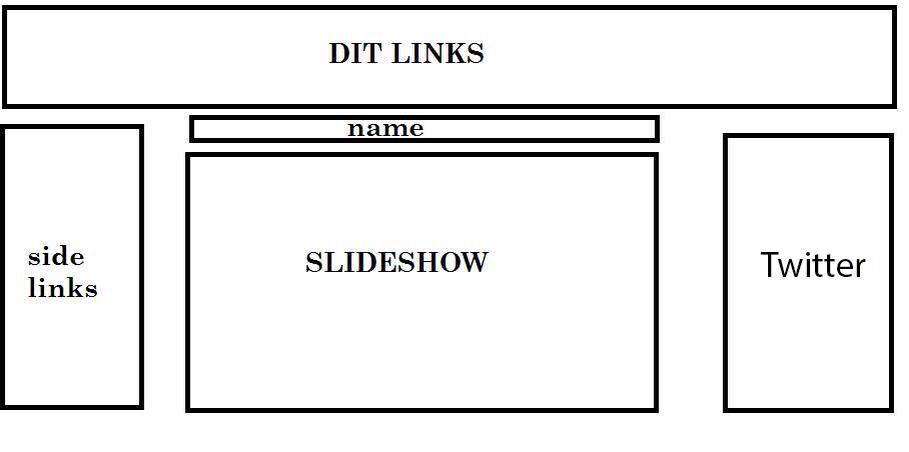 DIT LINKS
name
side
links
SLIDESHOW
Twitter